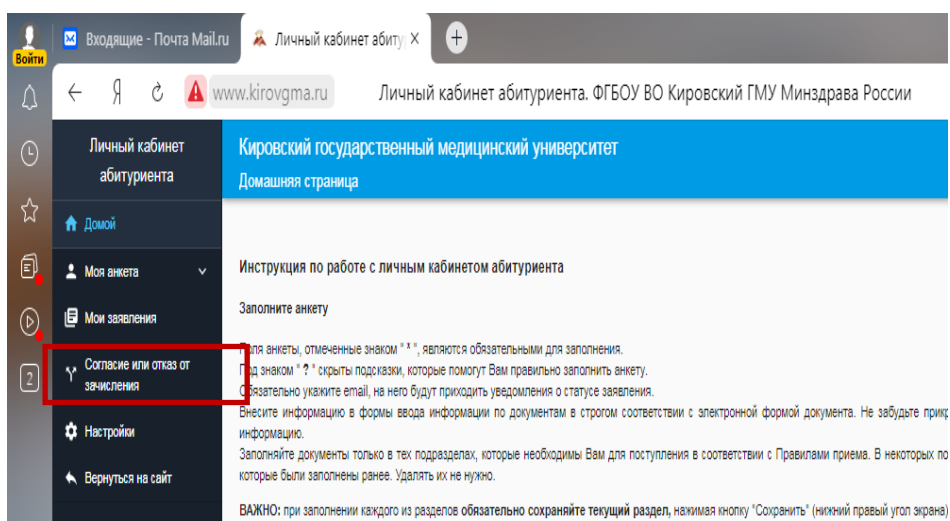 Войти
Входящие - Почта Mail.ru
Личный кабинет абиту
Я
www.kirovgma.ru
Личный кабинет абитуриента. ФГБОУ ВО Кировский ГМУ Минздрава России
Личный кабинет
абитуриента
Домой
Моя анкета
Мои заявления
Согласие или отказ от
зачисления
Настройки
Вернуться на сайт
2
Кировский государственный медицинский университет
Домашняя страница
Инструкция по работе с личным кабинетом абитуриента
Заполните анкету
Поля анкеты, отмеченные знаком " * ", являются обязательными для заполнения.
Под знаком " ? " скрыты подсказки, которые помогут Вам правильно заполнить анкету.
Обязательно укажите email, на него будут приходить уведомления о статусе заявления.
Внесите информацию в формы ввода информации по документам в строгом соответствии с электронной формой документа. Не забудьте прикр
информацию.
Заполняйте документы только в тех подразделах, которые необходимы Вам для поступления в соответствии с Правилами приема. В некоторых по
которые были заполнены ранее. Удалять их не нужно.
ВАЖНО: при заполнении каждого из разделов обязательно сохраняйте текущий раздел, нажимая кнопку "Сохранить" (нижний правый угол экрана)